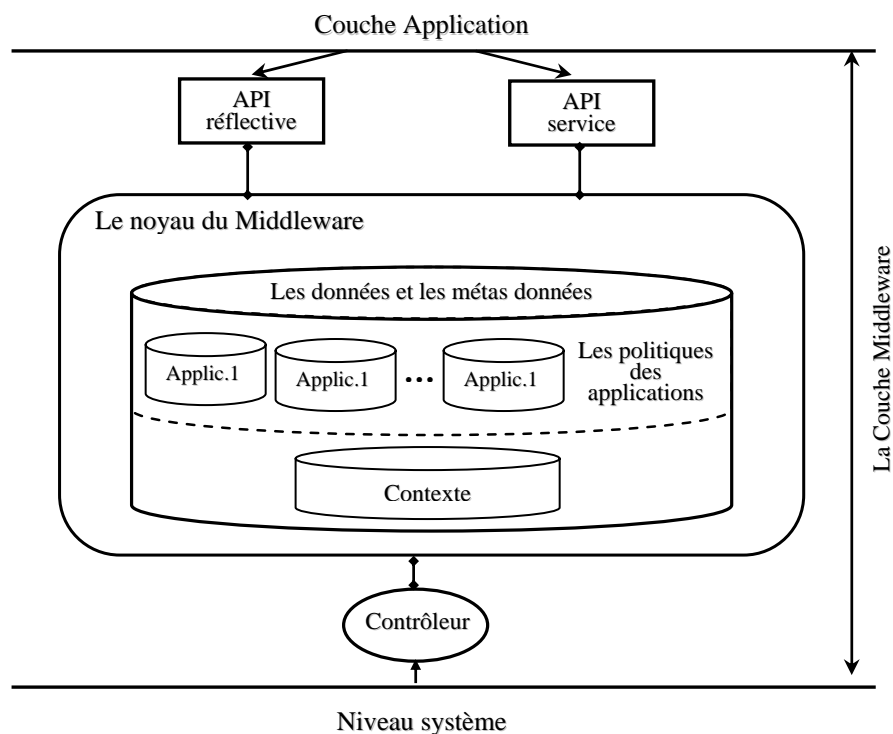 Couche Application
API
réflective
API
service
Le noyau du Middleware
Les données et les métas données
Applic.1
Applic.1
...
Applic.1
Les politiques
des
applications
Contexte
Contrôleur
Niveau système
La Couche Middleware